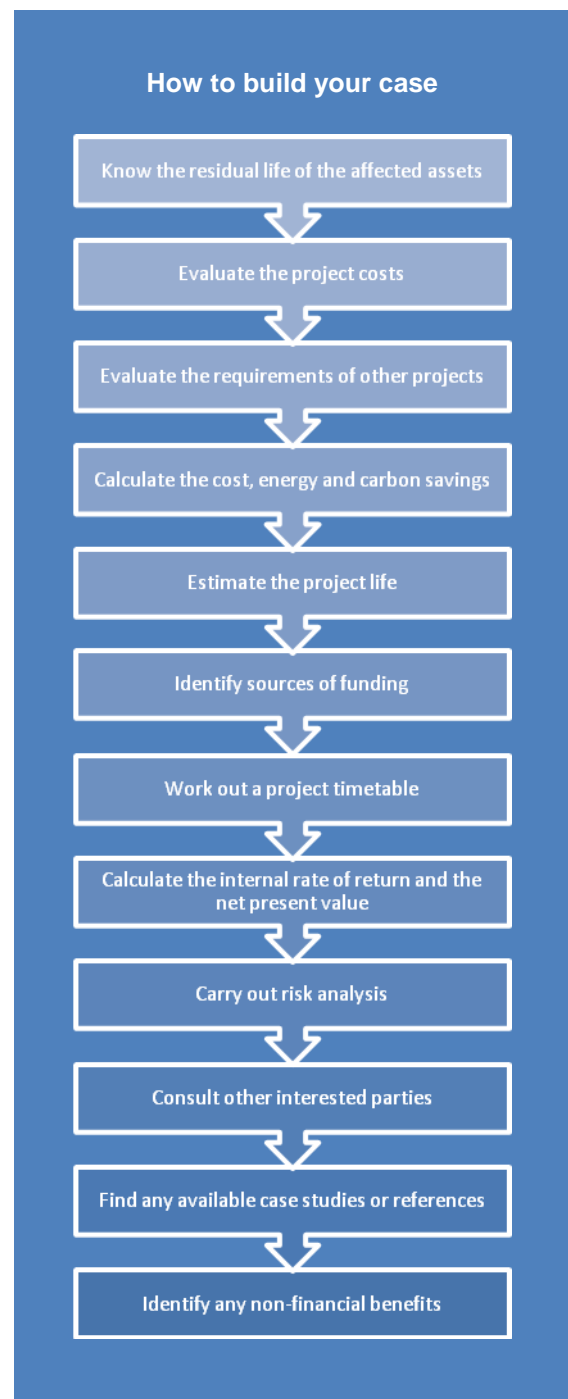 How to build your case
Know the residual life of the affected assets
Evaluate the project costs
Evaluate the requirements of other projects
Calculate the cost, energy and carbon savings
Estimate the project life
Identify sources of funding
Work out a project timetable
Calculate the internal rate of return and the
net present value
Carry out risk analysis
Consult other interested parties
Find any available case studies or references
Identify any non-financial benefits